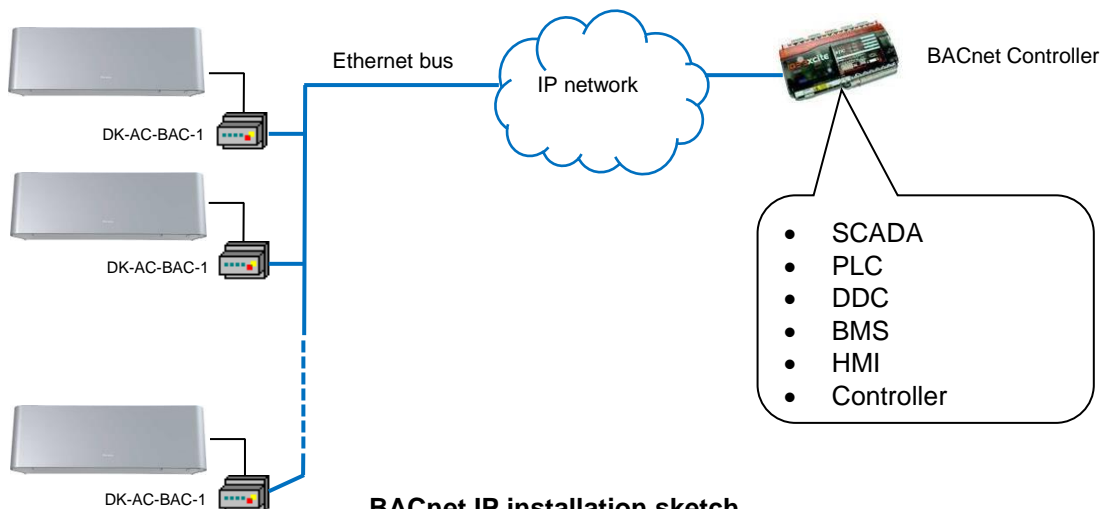 Ethernet bus
IP network
BACnet Controller
DK-AC-BAC-1
DK-AC-BAC-1
• SCADA
• PLC
• DDC
• BMS
• HMI
• Controller
DK-AC-BAC-1
BACnet IP installation sketch